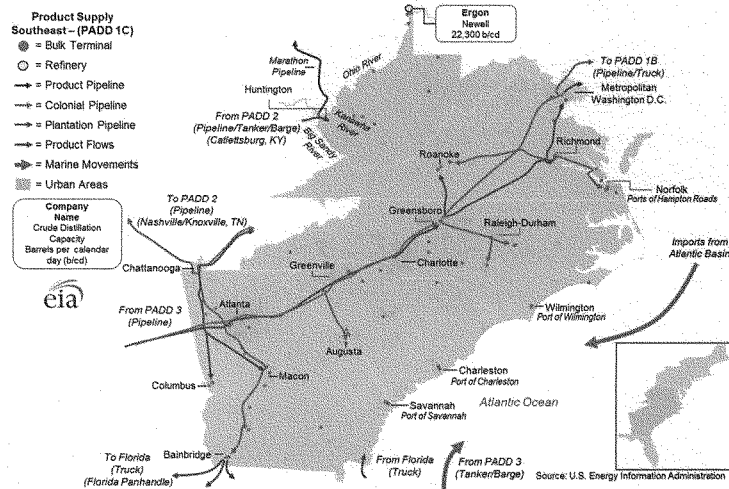 Product Supply
Southeast – (PADD 1C)
= Bulk Terminal
= Refinery
= Product Pipeline
= Colonial Pipeline
= Plantation Pipeline
= Product Flows
= Marine Movements
= Urban Areas
Company
Name
Crude Distillation
Capacity
Barrels per calendar
day (b/cd)
eia
Ergon
Newell
22,300 b/cd
Marathon
Pipeline
Ohio River
Huntington
From PADD 2
(Pipeline/Tanker/Barge)
(Catlettsburg, KY)
Kanawha
River
Big Sandy
River
To PADD 1B
(Pipeline/Truck)
Metropolitan
Washington D.C.
Richmond
Roanoke
Norfolk
Ports of Hampton Roads
To PADD 2
(Pipeline)
(Nashville/Knoxville, TN)
Greensboro
Raleigh-Durham
Chattanooga
Greenville
Charlotte
Imports from
Atlantic Basin
From PADD 3
(Pipeline)
Atlanta
Wilmington
Port of Wilmington
Augusta
Macon
Columbus
Charleston
Port of Charleston
Savannah
Port of Savannah
Atlantic Ocean
Bainbridge
To Florida
(Truck)
(Florida Panhandle)
From Florida
(Truck)
From PADD 3
(Tanker/Barge)
Source: U.S. Energy Information Administration